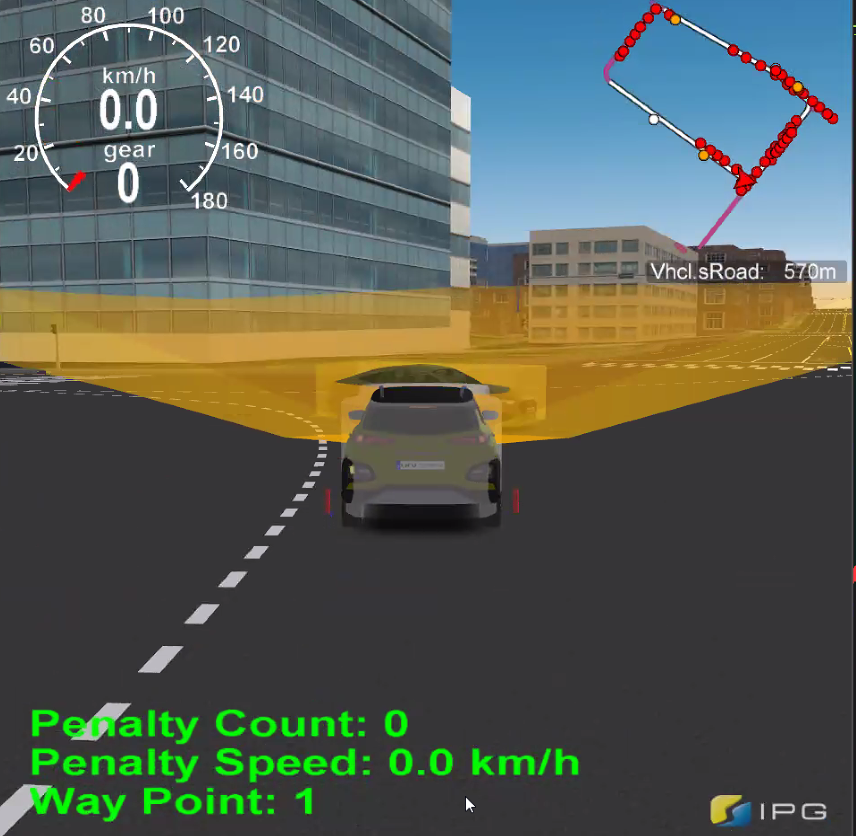 80 100
60 120
km/h
40 0.0 140
gear
20 0 160
180
Vhcl.sRoad: 570m
Penalty Count: 0
Penalty Speed: 0.0 km/h
Way Point: 1
IPG